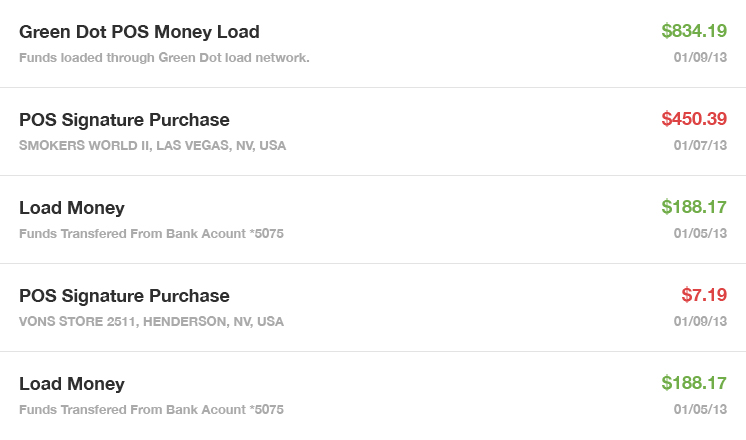 Green Dot POS Money Load $834.19
Funds loaded through Green Dot load network. 01/09/13
POS Signature Purchase $450.39
SMOKERS WORLD II, LAS VEGAS, NV, USA 01/07/13
Load Money $188.17
Funds Transfered From Bank Acount *5075 01/05/13
POS Signature Purchase $7.19
VONS STORE 2511, HENDERSON, NV, USA 01/09/13
Load Money $188.17
Funds Transfered From Bank Acount *5075 01/05/13